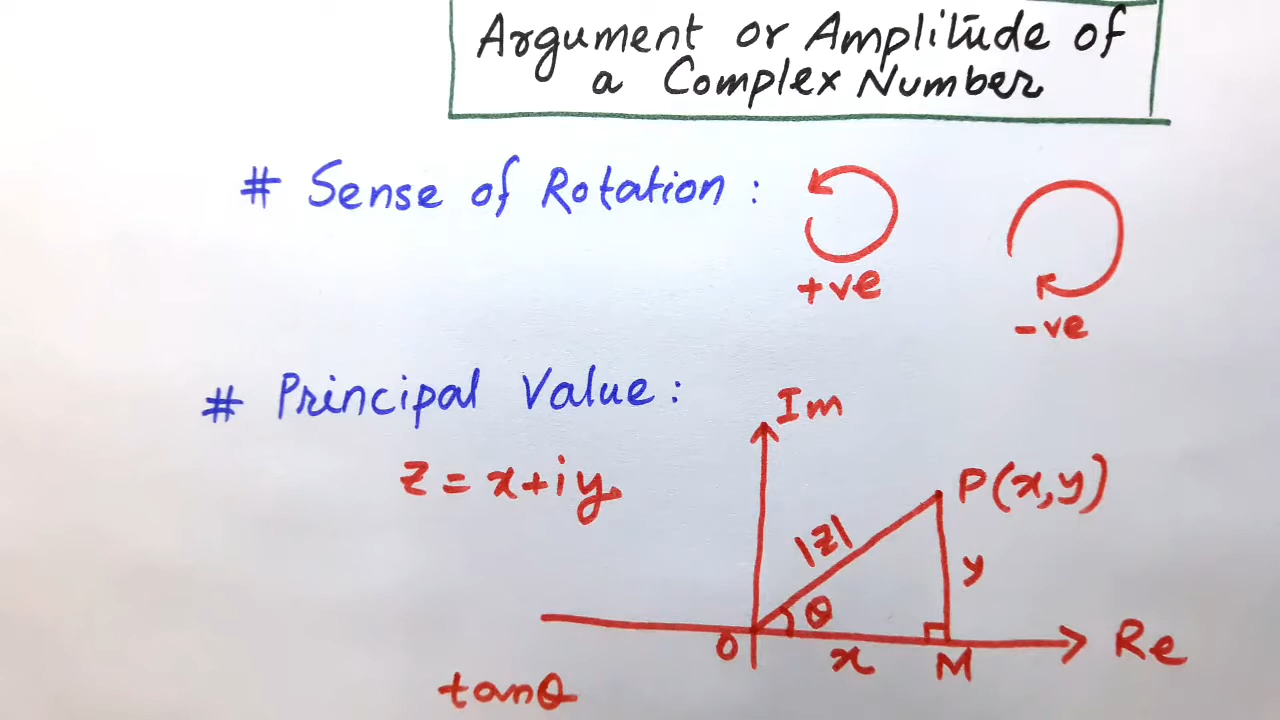 Argument or Amplitude of
a Complex Number
# Sense of Rotation :
+ve
-ve
# Principal Value :
Im
z = x+iy
P(x,y)
|z|
y
θ
O
x
M
Re
tanθ